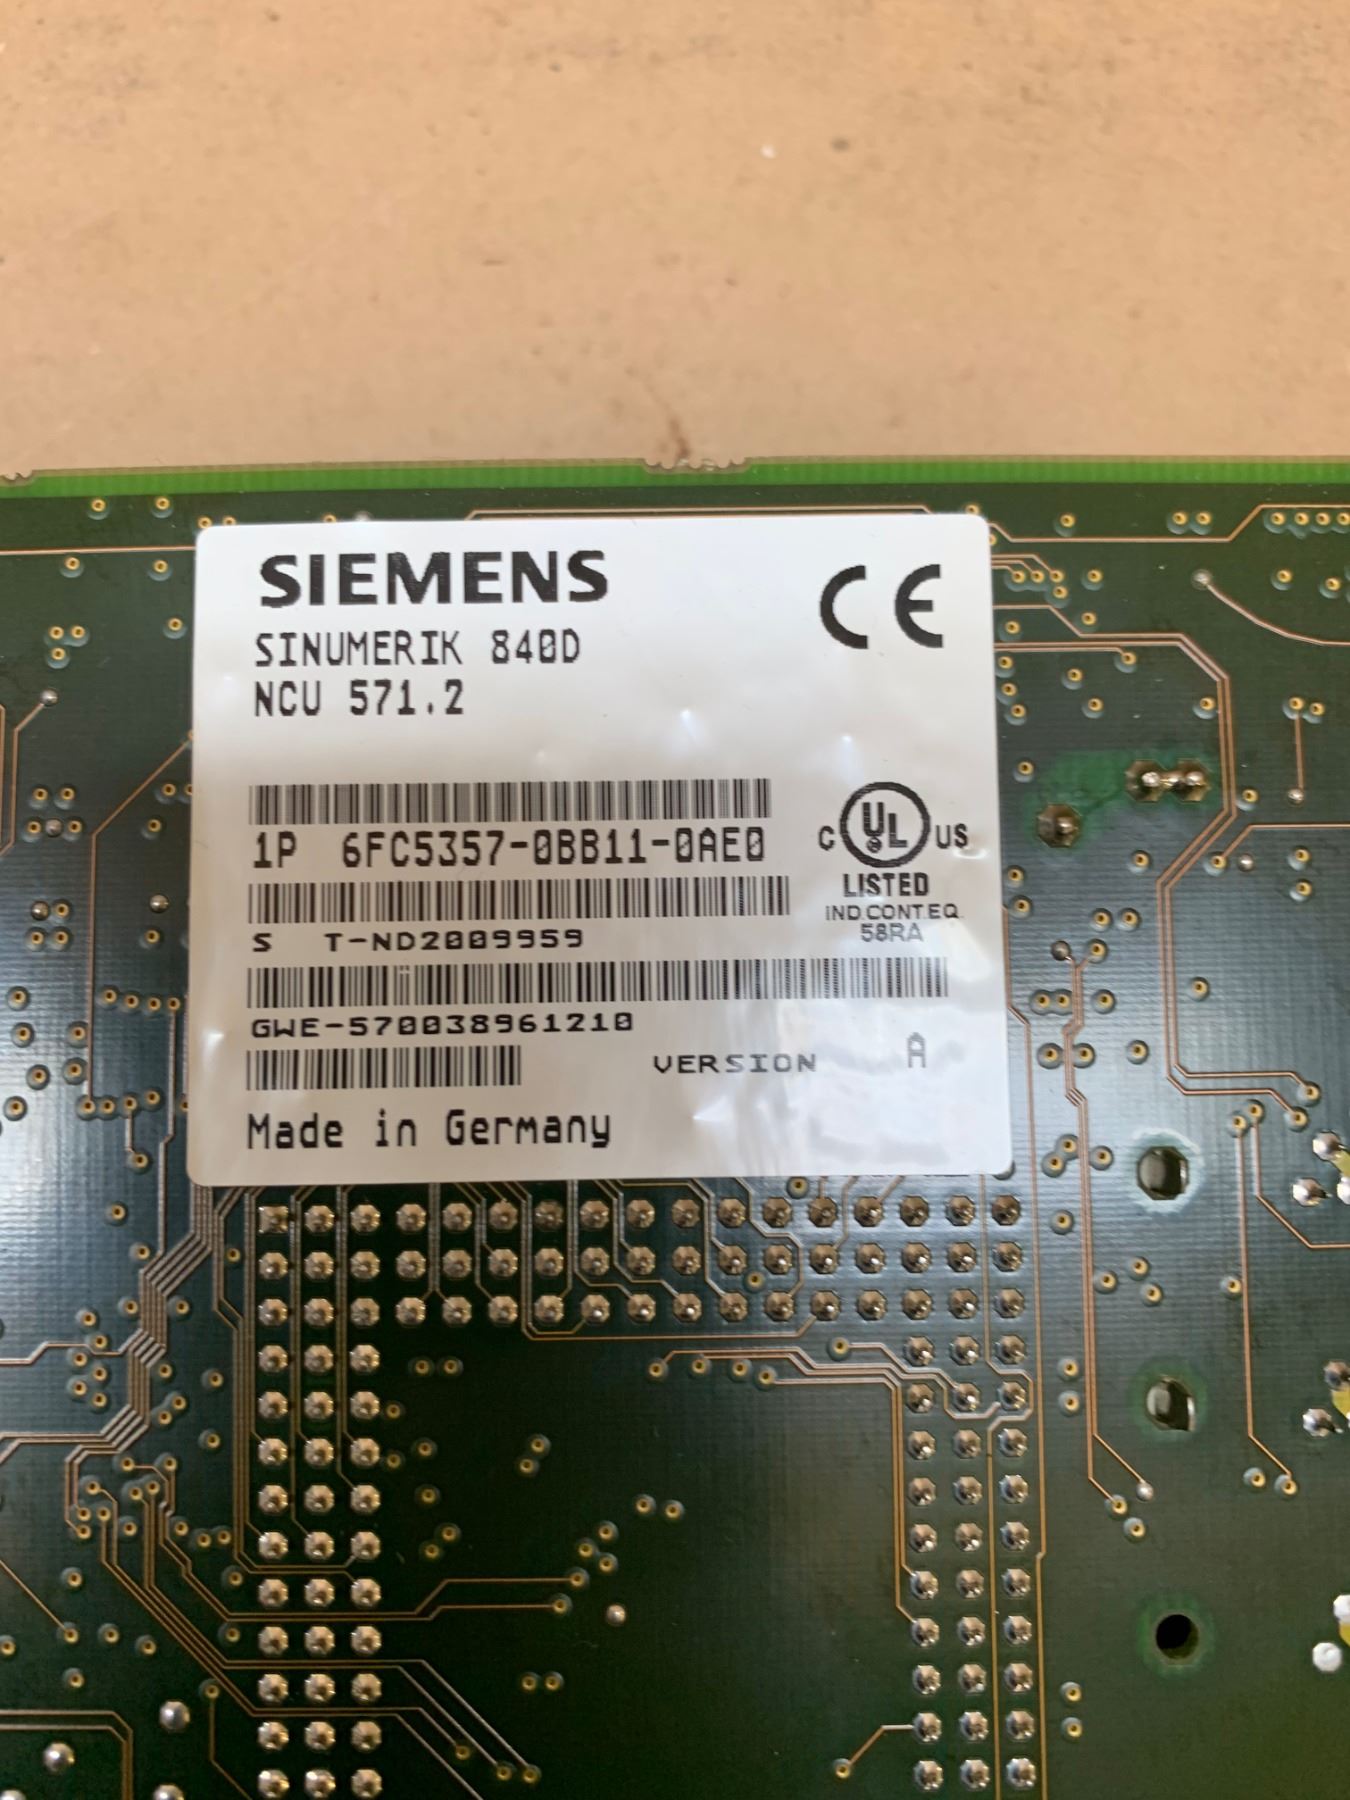 SIEMENS
CE
SINUMERIK 840D
NCU 571.2
1P 6FC5357-0BB11-0AE0
C UL US
LISTED
IND.CONT.EQ.
58RA
S T-ND2009959
GWE-570038961210
VERSION A
Made in Germany